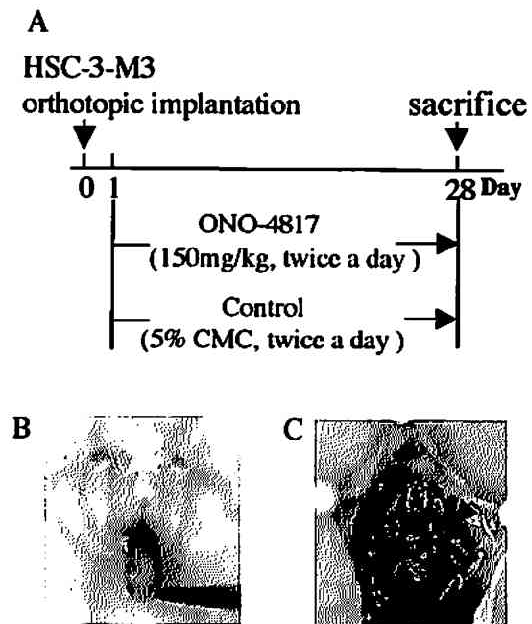 A
HSC-3-M3
orthotopic implantation
sacrifice
0 1 28 Day
ONO-4817
(150mg/kg, twice a day )
Control
(5% CMC, twice a day )
B C